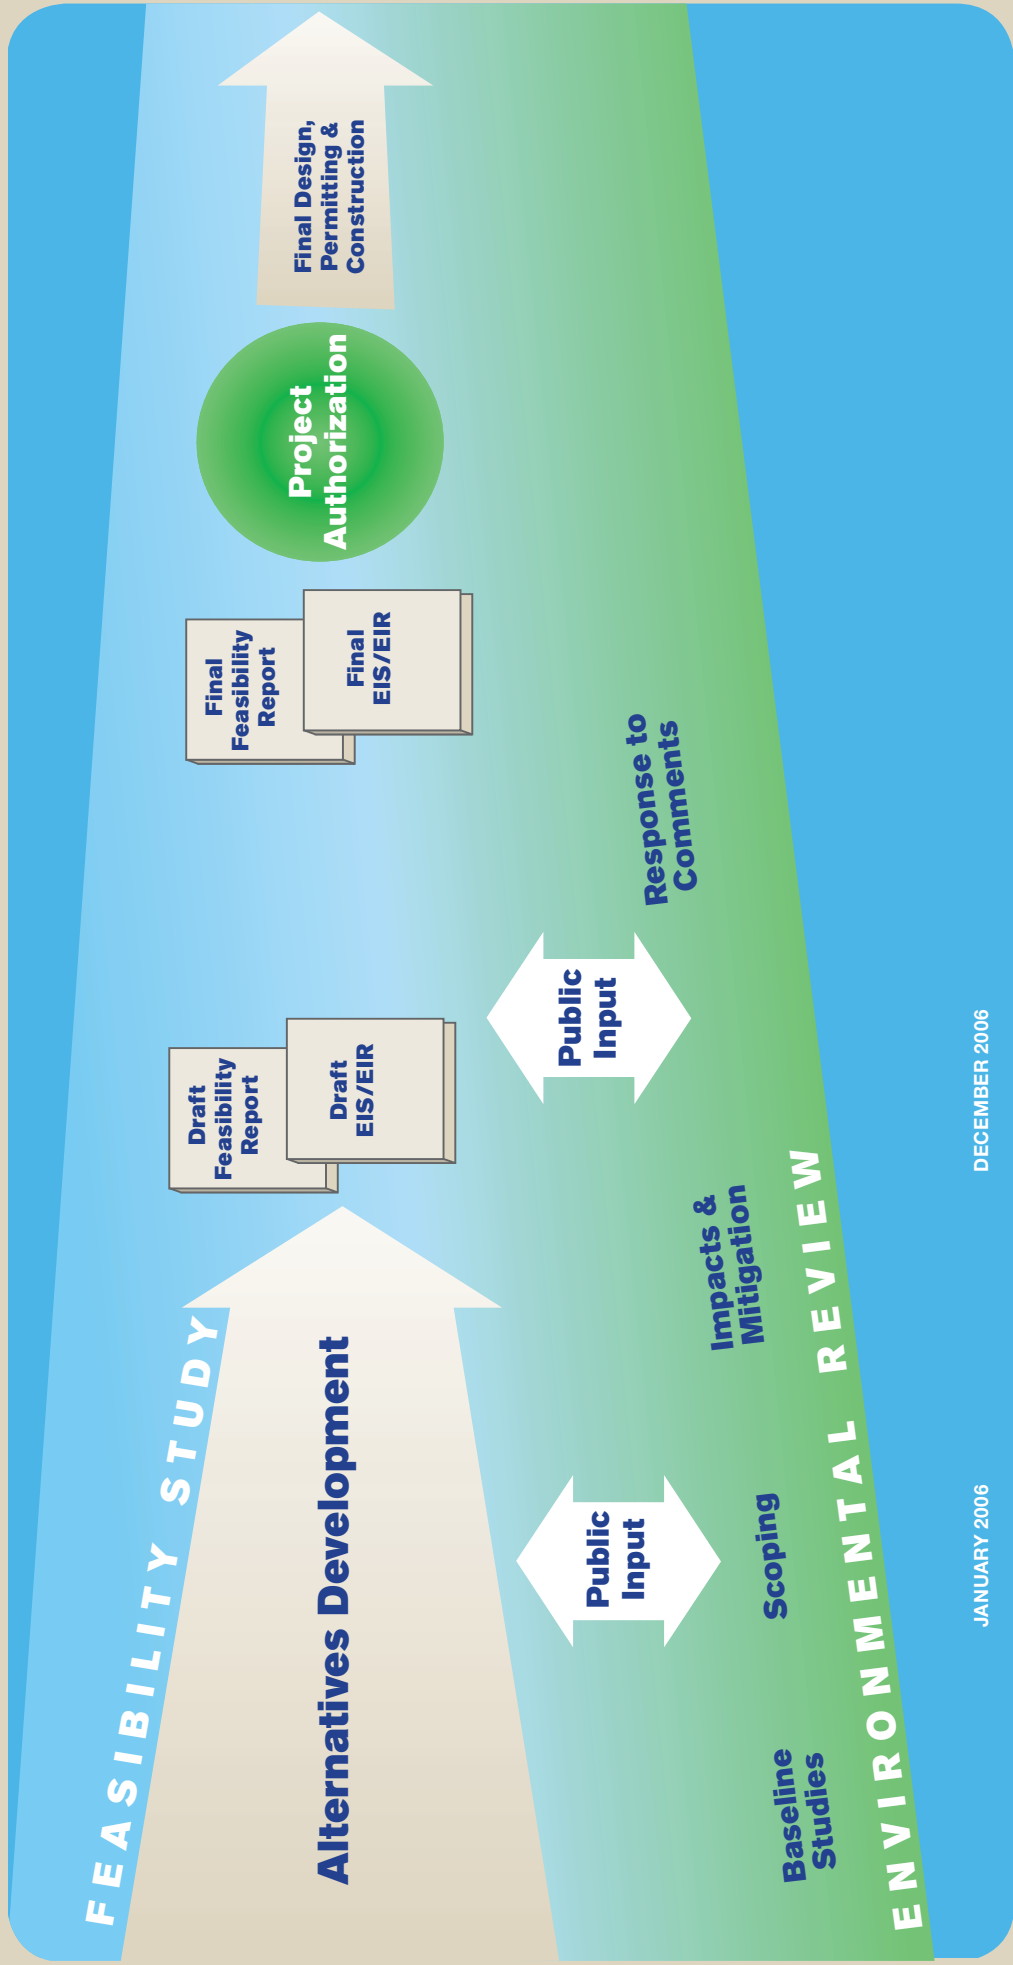 FEASIBILITY STUDY
Alternatives Development
Draft
Feasibility
Report
Draft
EIS/EIR
Final
Feasibility
Report
Final
EIS/EIR
Project
Authorization
Final Design,
Permitting &
Construction
Public
Input
Public
Input
Baseline
Studies
Scoping
Impacts &
Mitigation
Response to
Comments
ENVIRONMENTAL REVIEW
JANUARY 2006
DECEMBER 2006